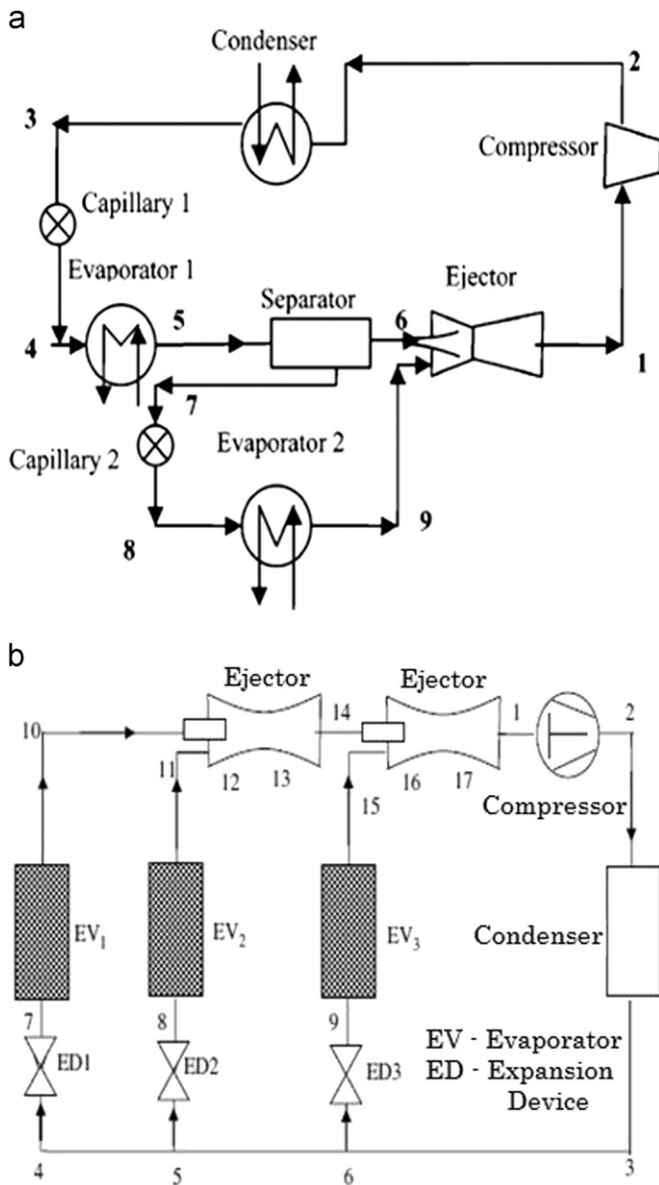 a
Condenser
2
3
Compressor
Capillary 1
Evaporator 1
Ejector
Separator
5
6
4
1
7
Capillary 2
Evaporator 2
8
9
b
Ejector
Ejector
10
14
1
2
11
12
13
16
17
15
Compressor
EV1
EV2
EV3
Condenser
7
8
9
EV - Evaporator
ED1
ED2
ED3
ED - Expansion
Device
4
5
6
3